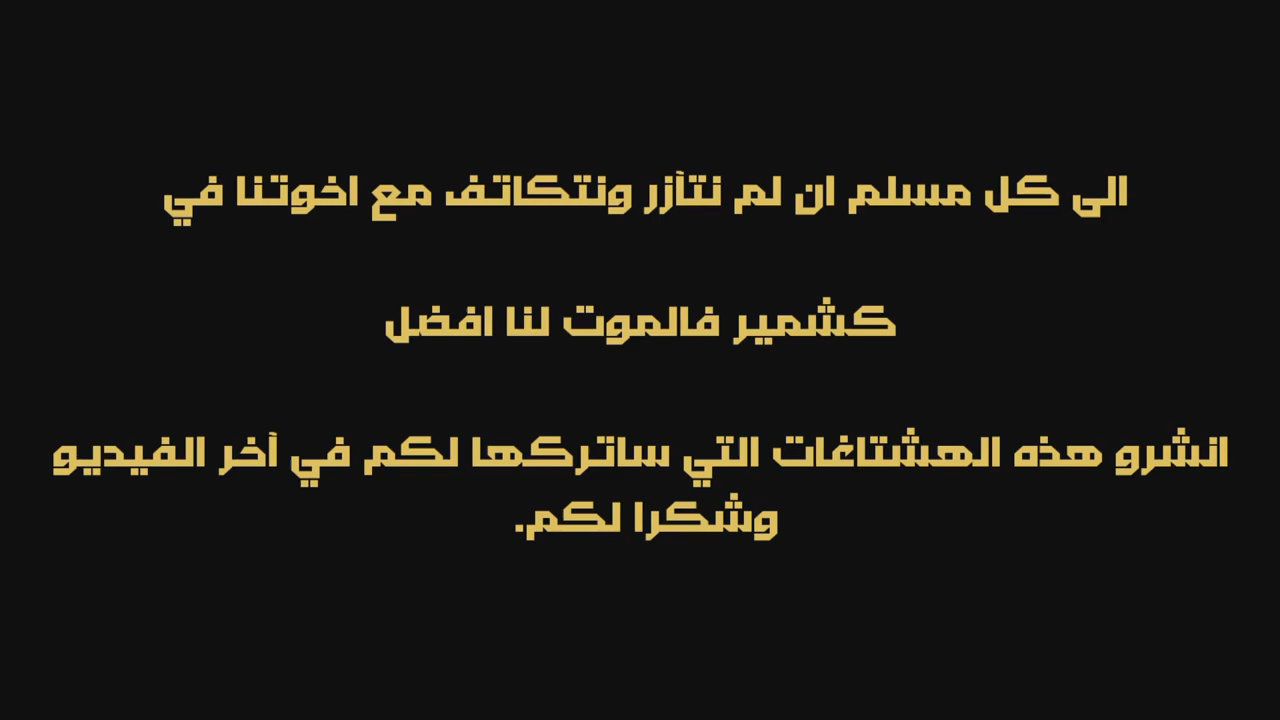 الى كل مسلم ان لم نتأزر ونتكاتف مع اخوتنا في
كشمير فالموت لنا افضل
انشرو هذه الهشتاغات التي ساتركها لكم في آخر الفيديو
وشكرا لكم.